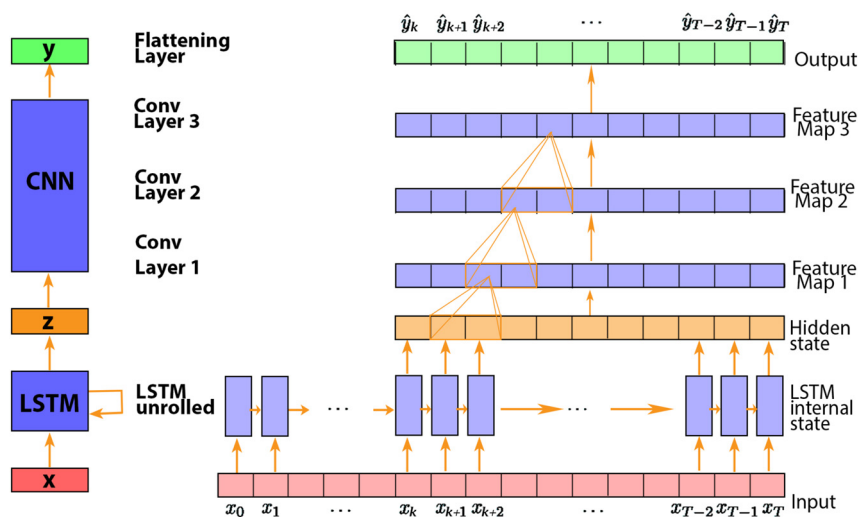 y
Flattening
Layer
ŷ_k ŷ_{k+1} ŷ_{k+2} ... ŷ_{T−2} ŷ_{T−1} ŷ_T
Output
CNN
Conv
Layer 3
Feature
Map 3
Conv
Layer 2
Feature
Map 2
Conv
Layer 1
Feature
Map 1
z
Hidden
state
LSTM
LSTM
unrolled
...
...
LSTM
internal
state
x
Input
x_0 x_1 ... x_k x_{k+1} x_{k+2} ... x_{T−2} x_{T−1} x_T